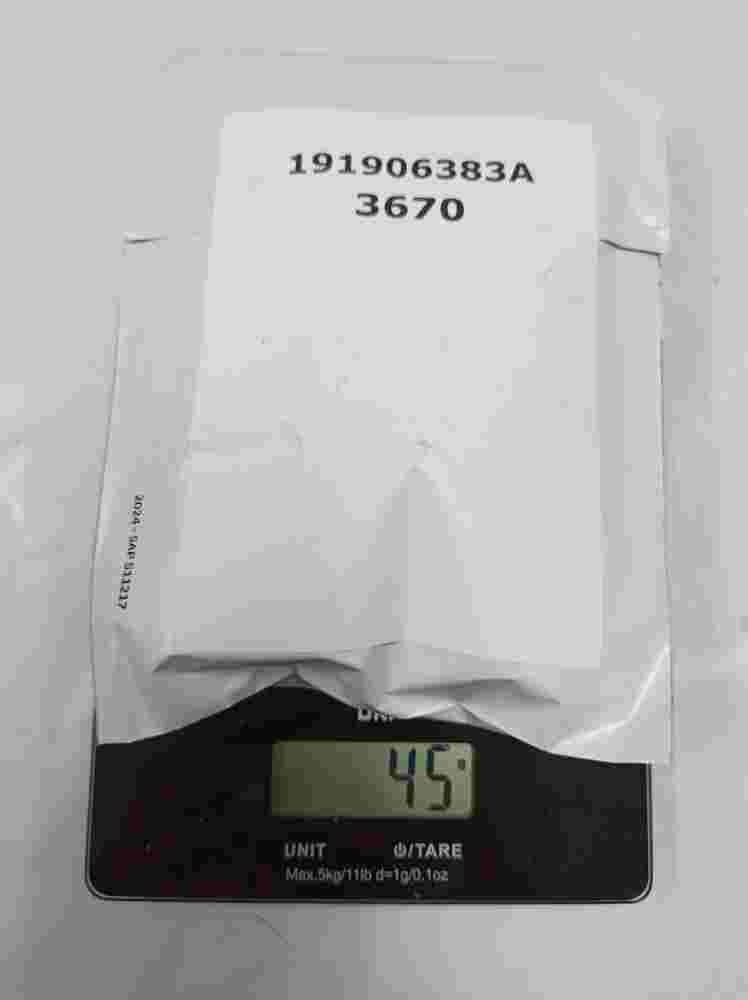 191906383A
3670
2024 - SAP 511217
45
UNIT
⏻/TARE
Max.5kg/11lb d=1g/0.1oz